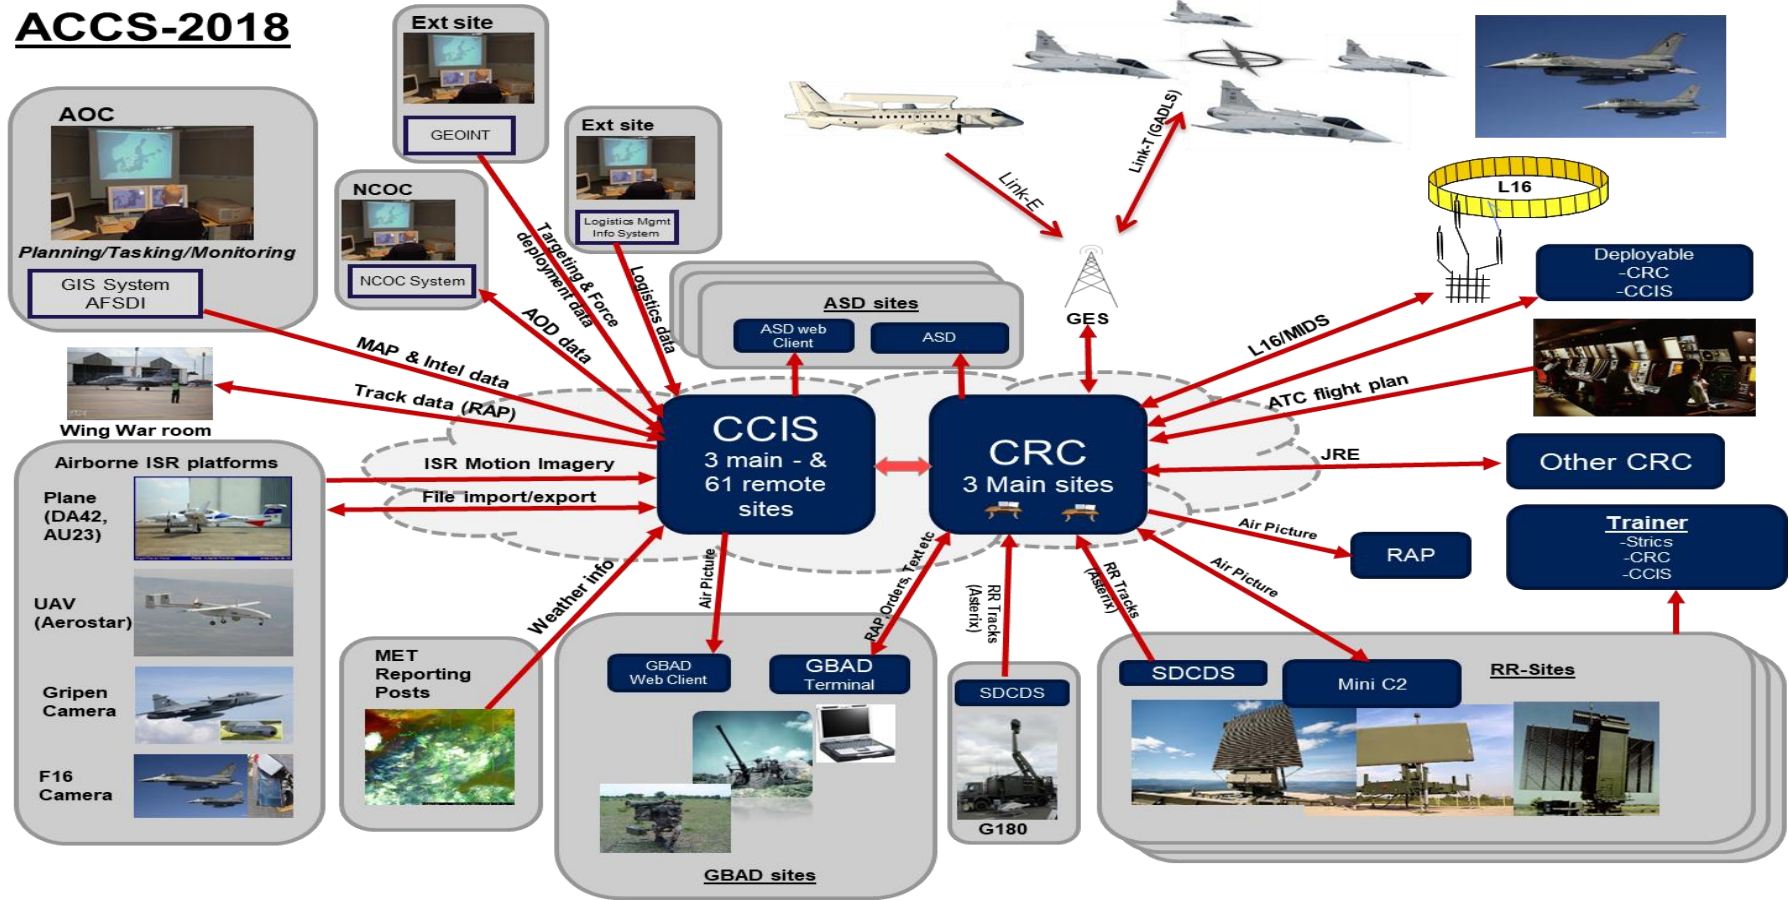 ACCS-2018
AOC
Planning/Tasking/Monitoring
GIS System
AFSDI
Ext site
GEOINT
NCOC
NCOC System
Ext site
Logistics Mgmt
Info System
Targeting & Force
deployment data
Logistics data
AOD data
MAP & Intel data
Track data (RAP)
Wing War room
ASD sites
ASD web
Client
ASD
Link-E
Link-T (GADLS)
GES
L16
Deployable
-CRC
-CCIS
L16/MIDS
ATC flight plan
CCIS
3 main - &
61 remote
sites
CRC
3 Main sites
JRE
Other CRC
Airborne ISR platforms
Plane
(DA42,
AU23)
UAV
(Aerostar)
Gripen
Camera
F16
Camera
ISR Motion Imagery
File import/export
Weather info
MET
Reporting
Posts
Air Picture
RAP,Orders, Text etc
GBAD
Web Client
GBAD
Terminal
GBAD sites
RR Tracks
(Asterix)
SDCDS
G180
RR Tracks
(Asterix)
Air Picture
Air Picture
RAP
Trainer
-Strics
-CRC
-CCIS
SDCDS
Mini C2
RR-Sites